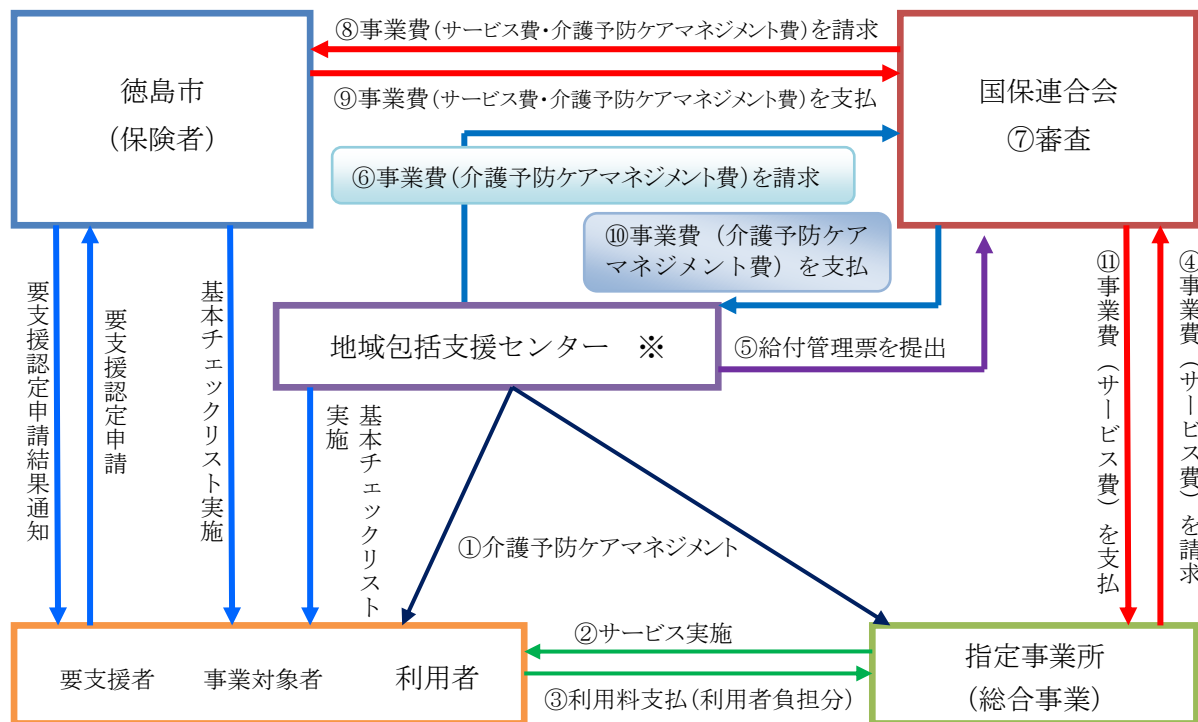 ⑧事業費(サービス費・介護予防ケアマネジメント費)を請求
徳島市
(保険者)
国保連合会
⑦審査
⑨事業費(サービス費・介護予防ケアマネジメント費)を支払
⑥事業費(介護予防ケアマネジメント費)を請求
⑩事業費(介護予防ケア
マネジメント費)を支払
要支援認定申請結果通知
要支援認定申請
基本チェックリスト実施
地域包括支援センター ※
⑤給付管理票を提出
⑪事業費(サービス費)を支払
④事業費(サービス費)を請求
基本チェックリスト
実施
①介護予防ケアマネジメント
②サービス実施
要支援者 事業対象者 利用者
③利用料支払(利用者負担分)
指定事業所
(総合事業)